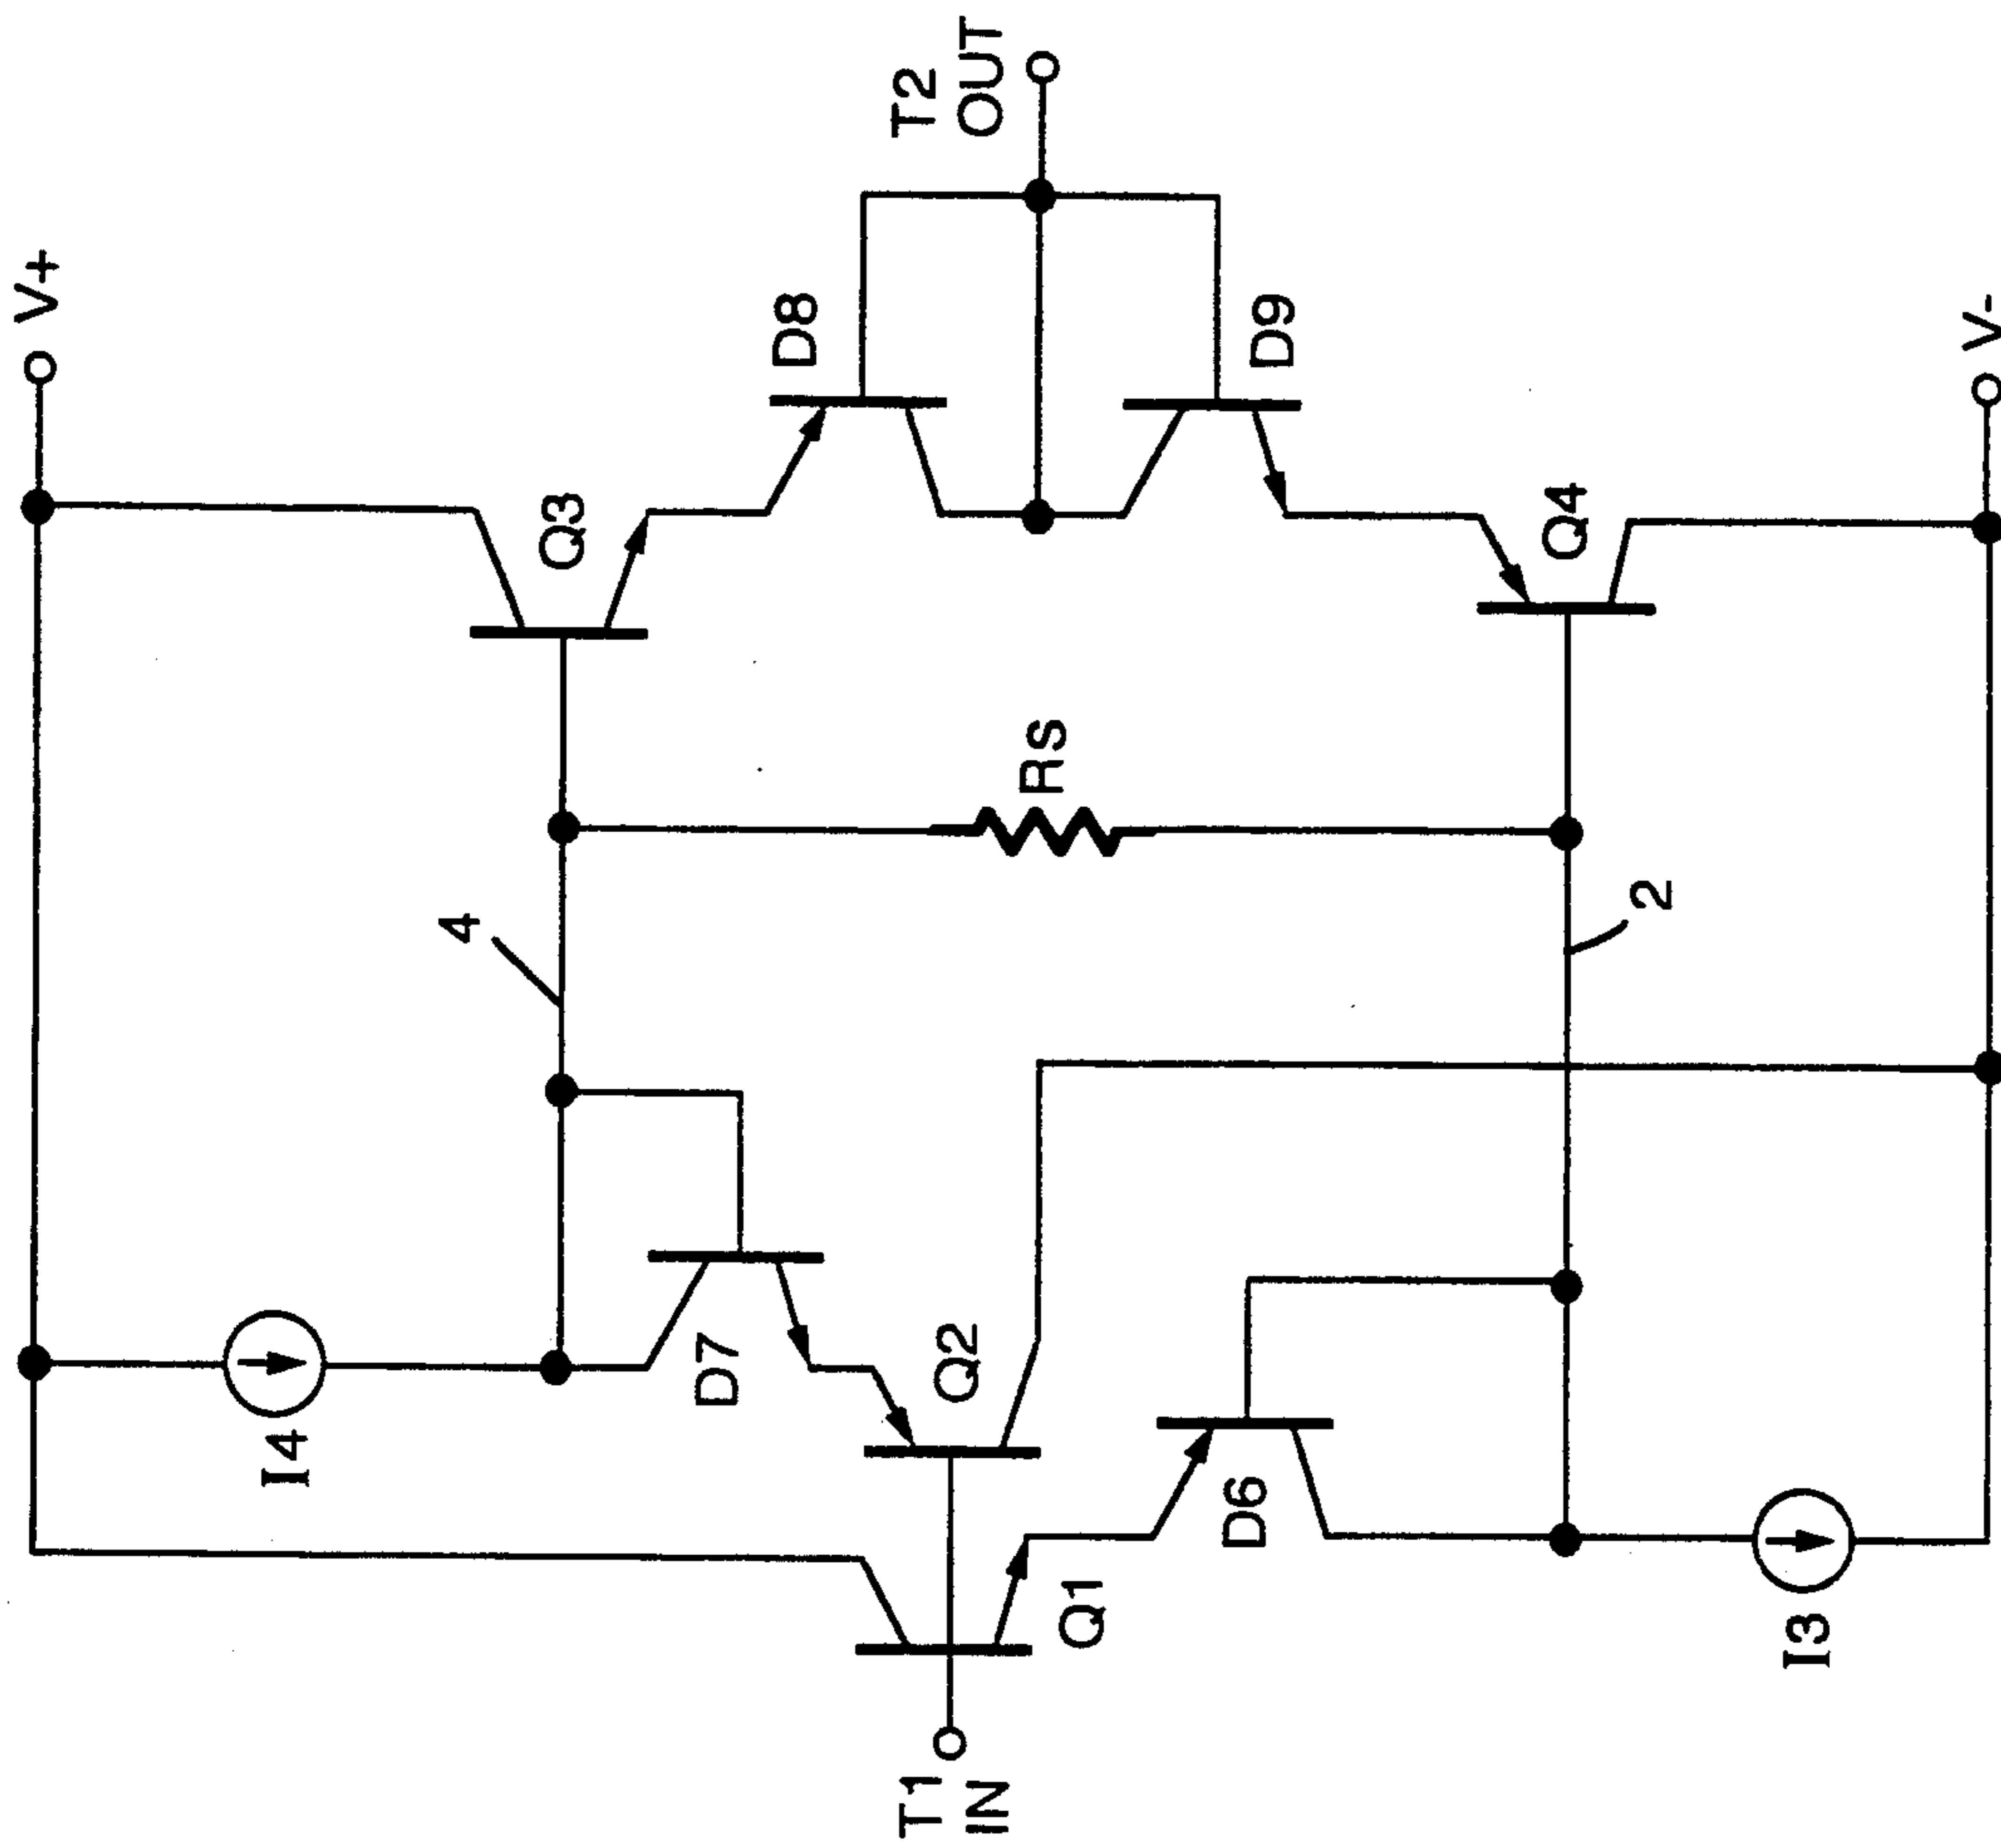 V+
I4
D7
4
Q3
D8
T2
OUT
T1
IN
Q2
Q1
Rs
D6
D9
2
Q4
I3
V-